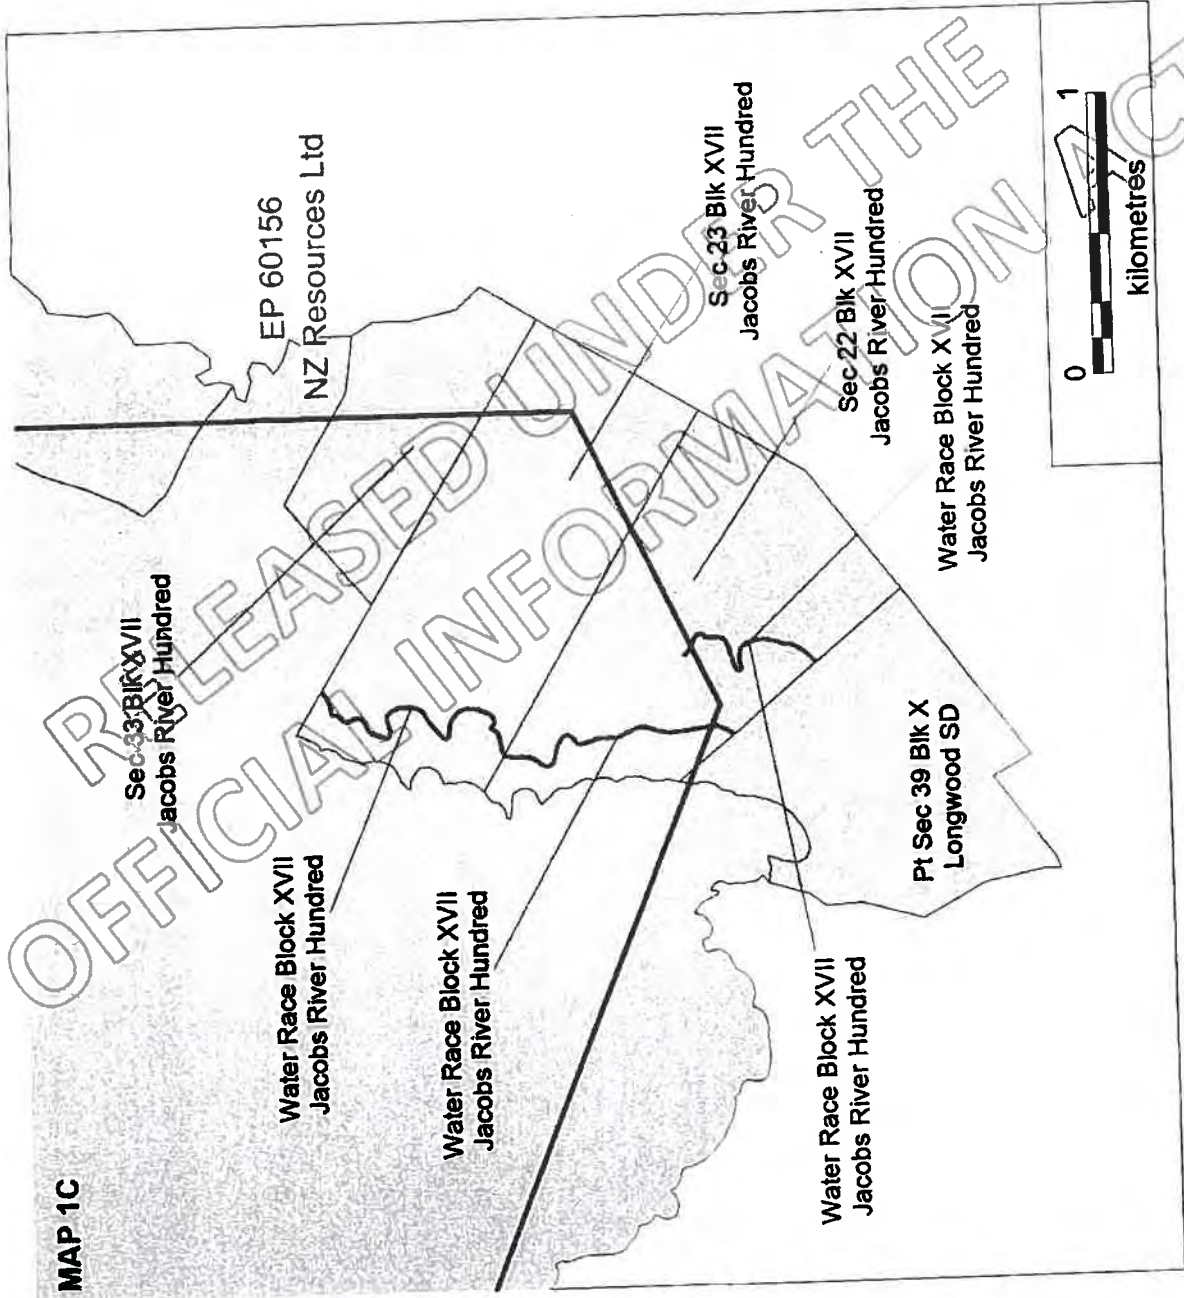 MAP 1C
EP 60156
NZ Resources Ltd
Sec 33 Blk XVII
Jacobs River Hundred
Water Race Block XVII
Jacobs River Hundred
Water Race Block XVII
Jacobs River Hundred
Sec 23 Blk XVII
Jacobs River Hundred
Sec 22 Blk XVII
Jacobs River Hundred
Water Race Block XVII
Jacobs River Hundred
Water Race Block XVII
Jacobs River Hundred
Pt Sec 39 Blk X
Longwood SD
0 1
kilometres
RELEASED UNDER THE
OFFICIAL INFORMATION ACT